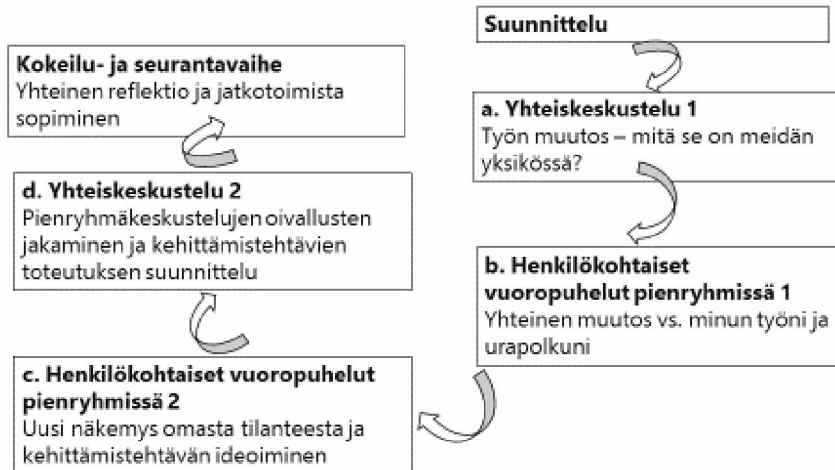 Suunnittelu
a. Yhteiskeskustelu 1
Työn muutos – mitä se on meidän
yksikössä?
b. Henkilökohtaiset
vuoropuhelut pienryhmissä 1
Yhteinen muutos vs. minun työni ja
urapolkuni
c. Henkilökohtaiset vuoropuhelut
pienryhmissä 2
Uusi näkemys omasta tilanteesta ja
kehittämistehtävän ideoiminen
d. Yhteiskeskustelu 2
Pienryhmäkeskustelujen oivallusten
jakaminen ja kehittämistehtävien
toteutuksen suunnittelu
Kokeilu- ja seurantavaihe
Yhteinen reflektio ja jatkotoimista
sopiminen